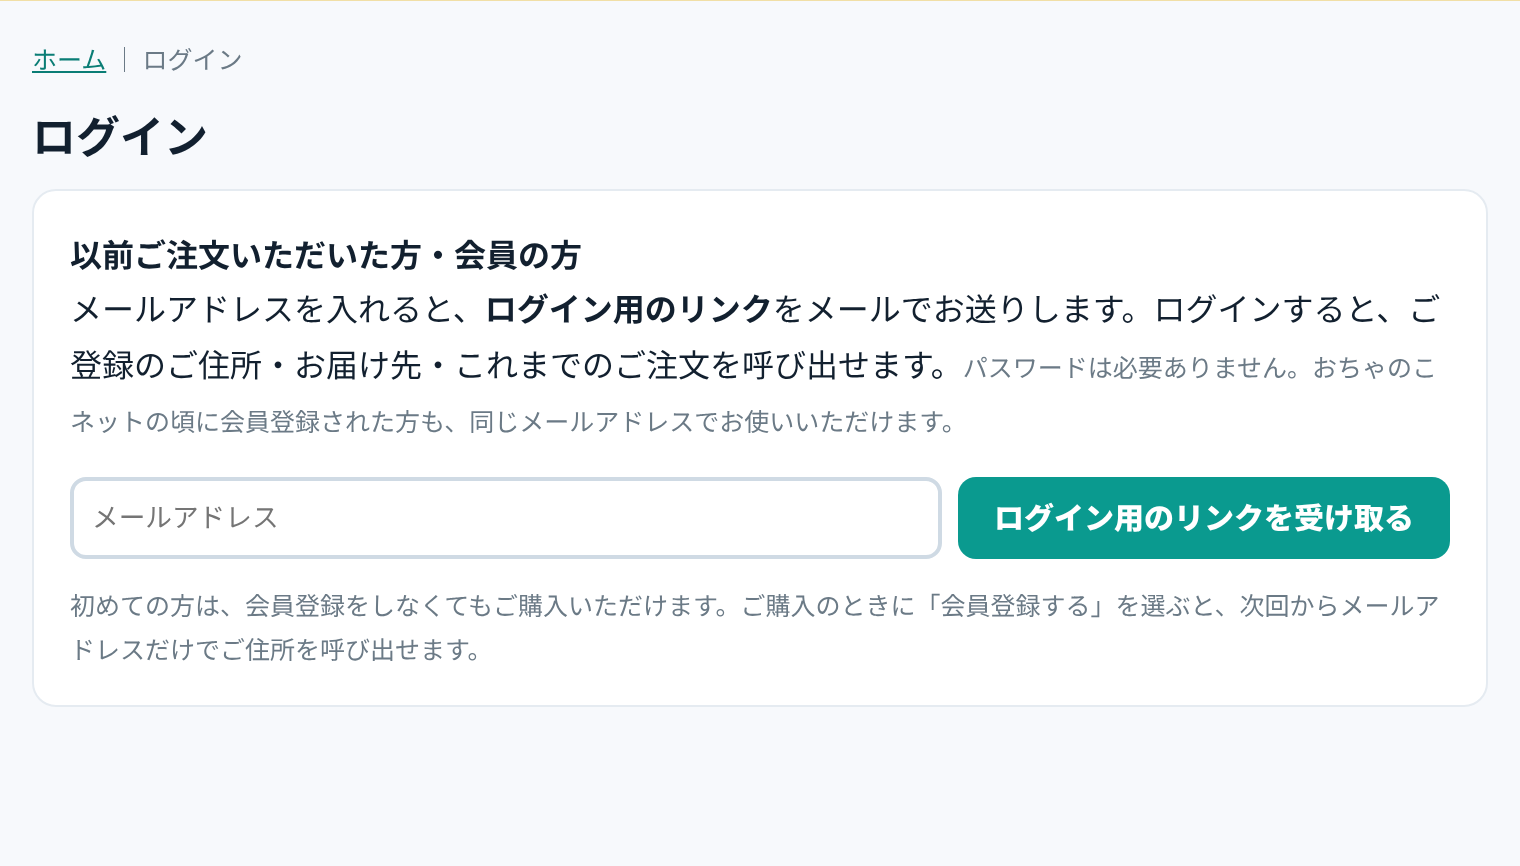 ホーム｜ログイン
ログイン
以前ご注文いただいた方・会員の方
メールアドレスを入れると、ログイン用のリンクをメールでお送りします。ログインすると、ご
登録のご住所・お届け先・これまでのご注文を呼び出せます。パスワードは必要ありません。おちゃのこ
ネットの頃に会員登録された方も、同じメールアドレスでお使いいただけます。
メールアドレス
ログイン用のリンクを受け取る
初めての方は、会員登録をしなくてもご購入いただけます。ご購入のときに「会員登録する」を選ぶと、次回からメールア
ドレスだけでご住所を呼び出せます。